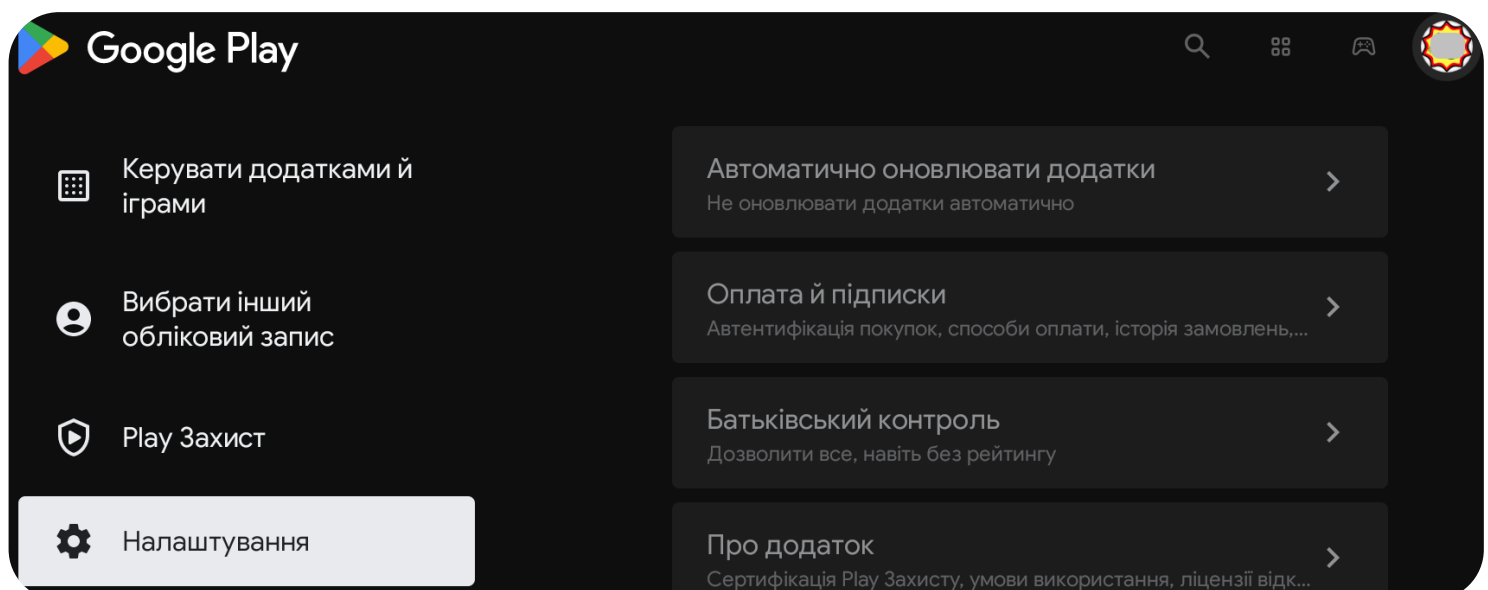 Google Play
Керувати додатками й
іграми
Вибрати інший
обліковий запис
Play Захист
Налаштування
Автоматично оновлювати додатки
Не оновлювати додатки автоматично
Оплата й підписки
Автентифікація покупок, способи оплати, історія замовлень,...
Батьківський контроль
Дозволити все, навіть без рейтингу
Про додаток
Сертифікація Play Захисту, умови використання, ліцензії відк...